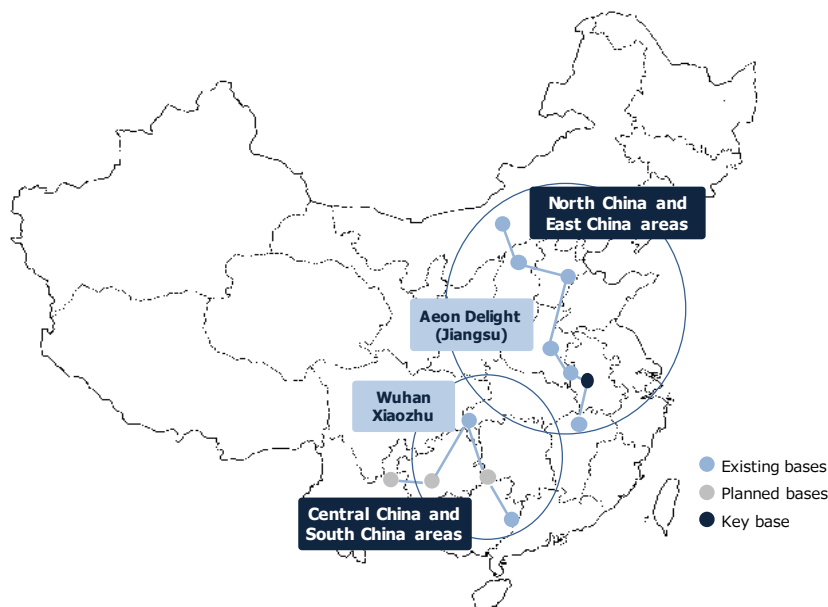 North China and
East China areas
Aeon Delight
(Jiangsu)
Wuhan
Xiaozhu
Central China and
South China areas
Existing bases
Planned bases
Key base